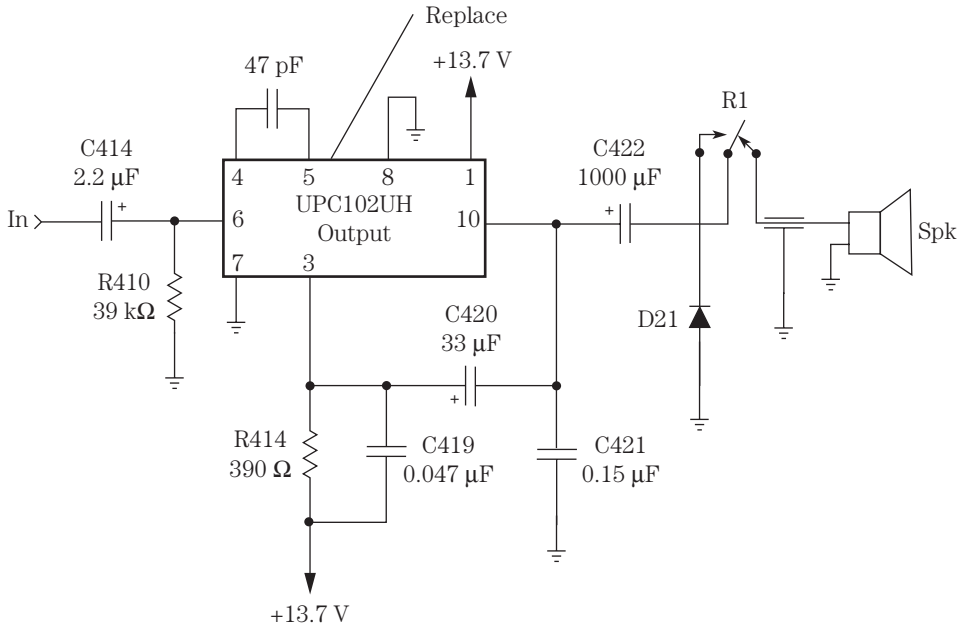 Replace
+13.7 V
47 pF
R1
C414
2.2 µF
C422
1000 µF
4
5
8
1
UPC102UH
Output
In
6
10
Spk
7
3
R410
39 kΩ
C420
33 µF
D21
R414
390 Ω
C419
0.047 µF
C421
0.15 µF
+
+
+
+13.7 V